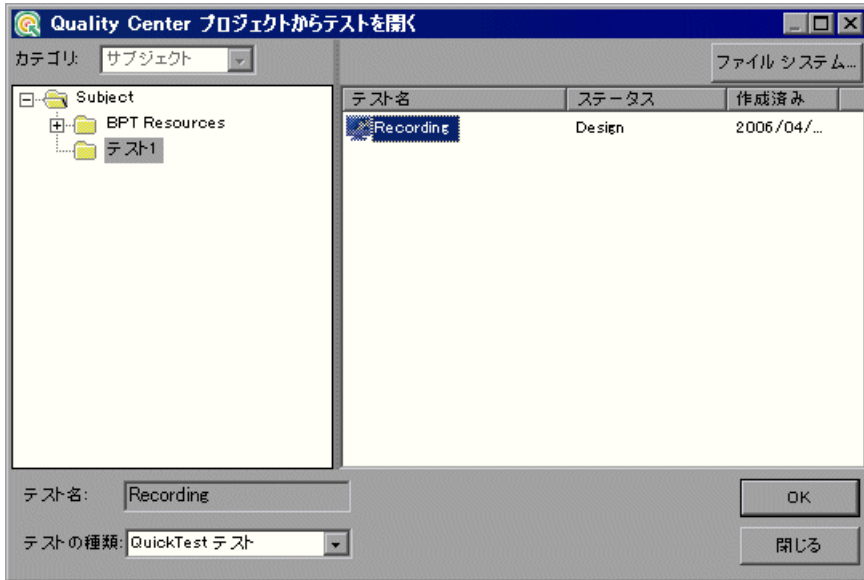 Quality Center プロジェクトからテストを開く
カテゴリ: サブジェクト
ファイル システム...
Subject
BPT Resources
テスト1
テスト名 ステータス 作成済み
Recording Design 2006/04/...
テスト名: Recording
OK
テストの種類: QuickTest テスト
閉じる